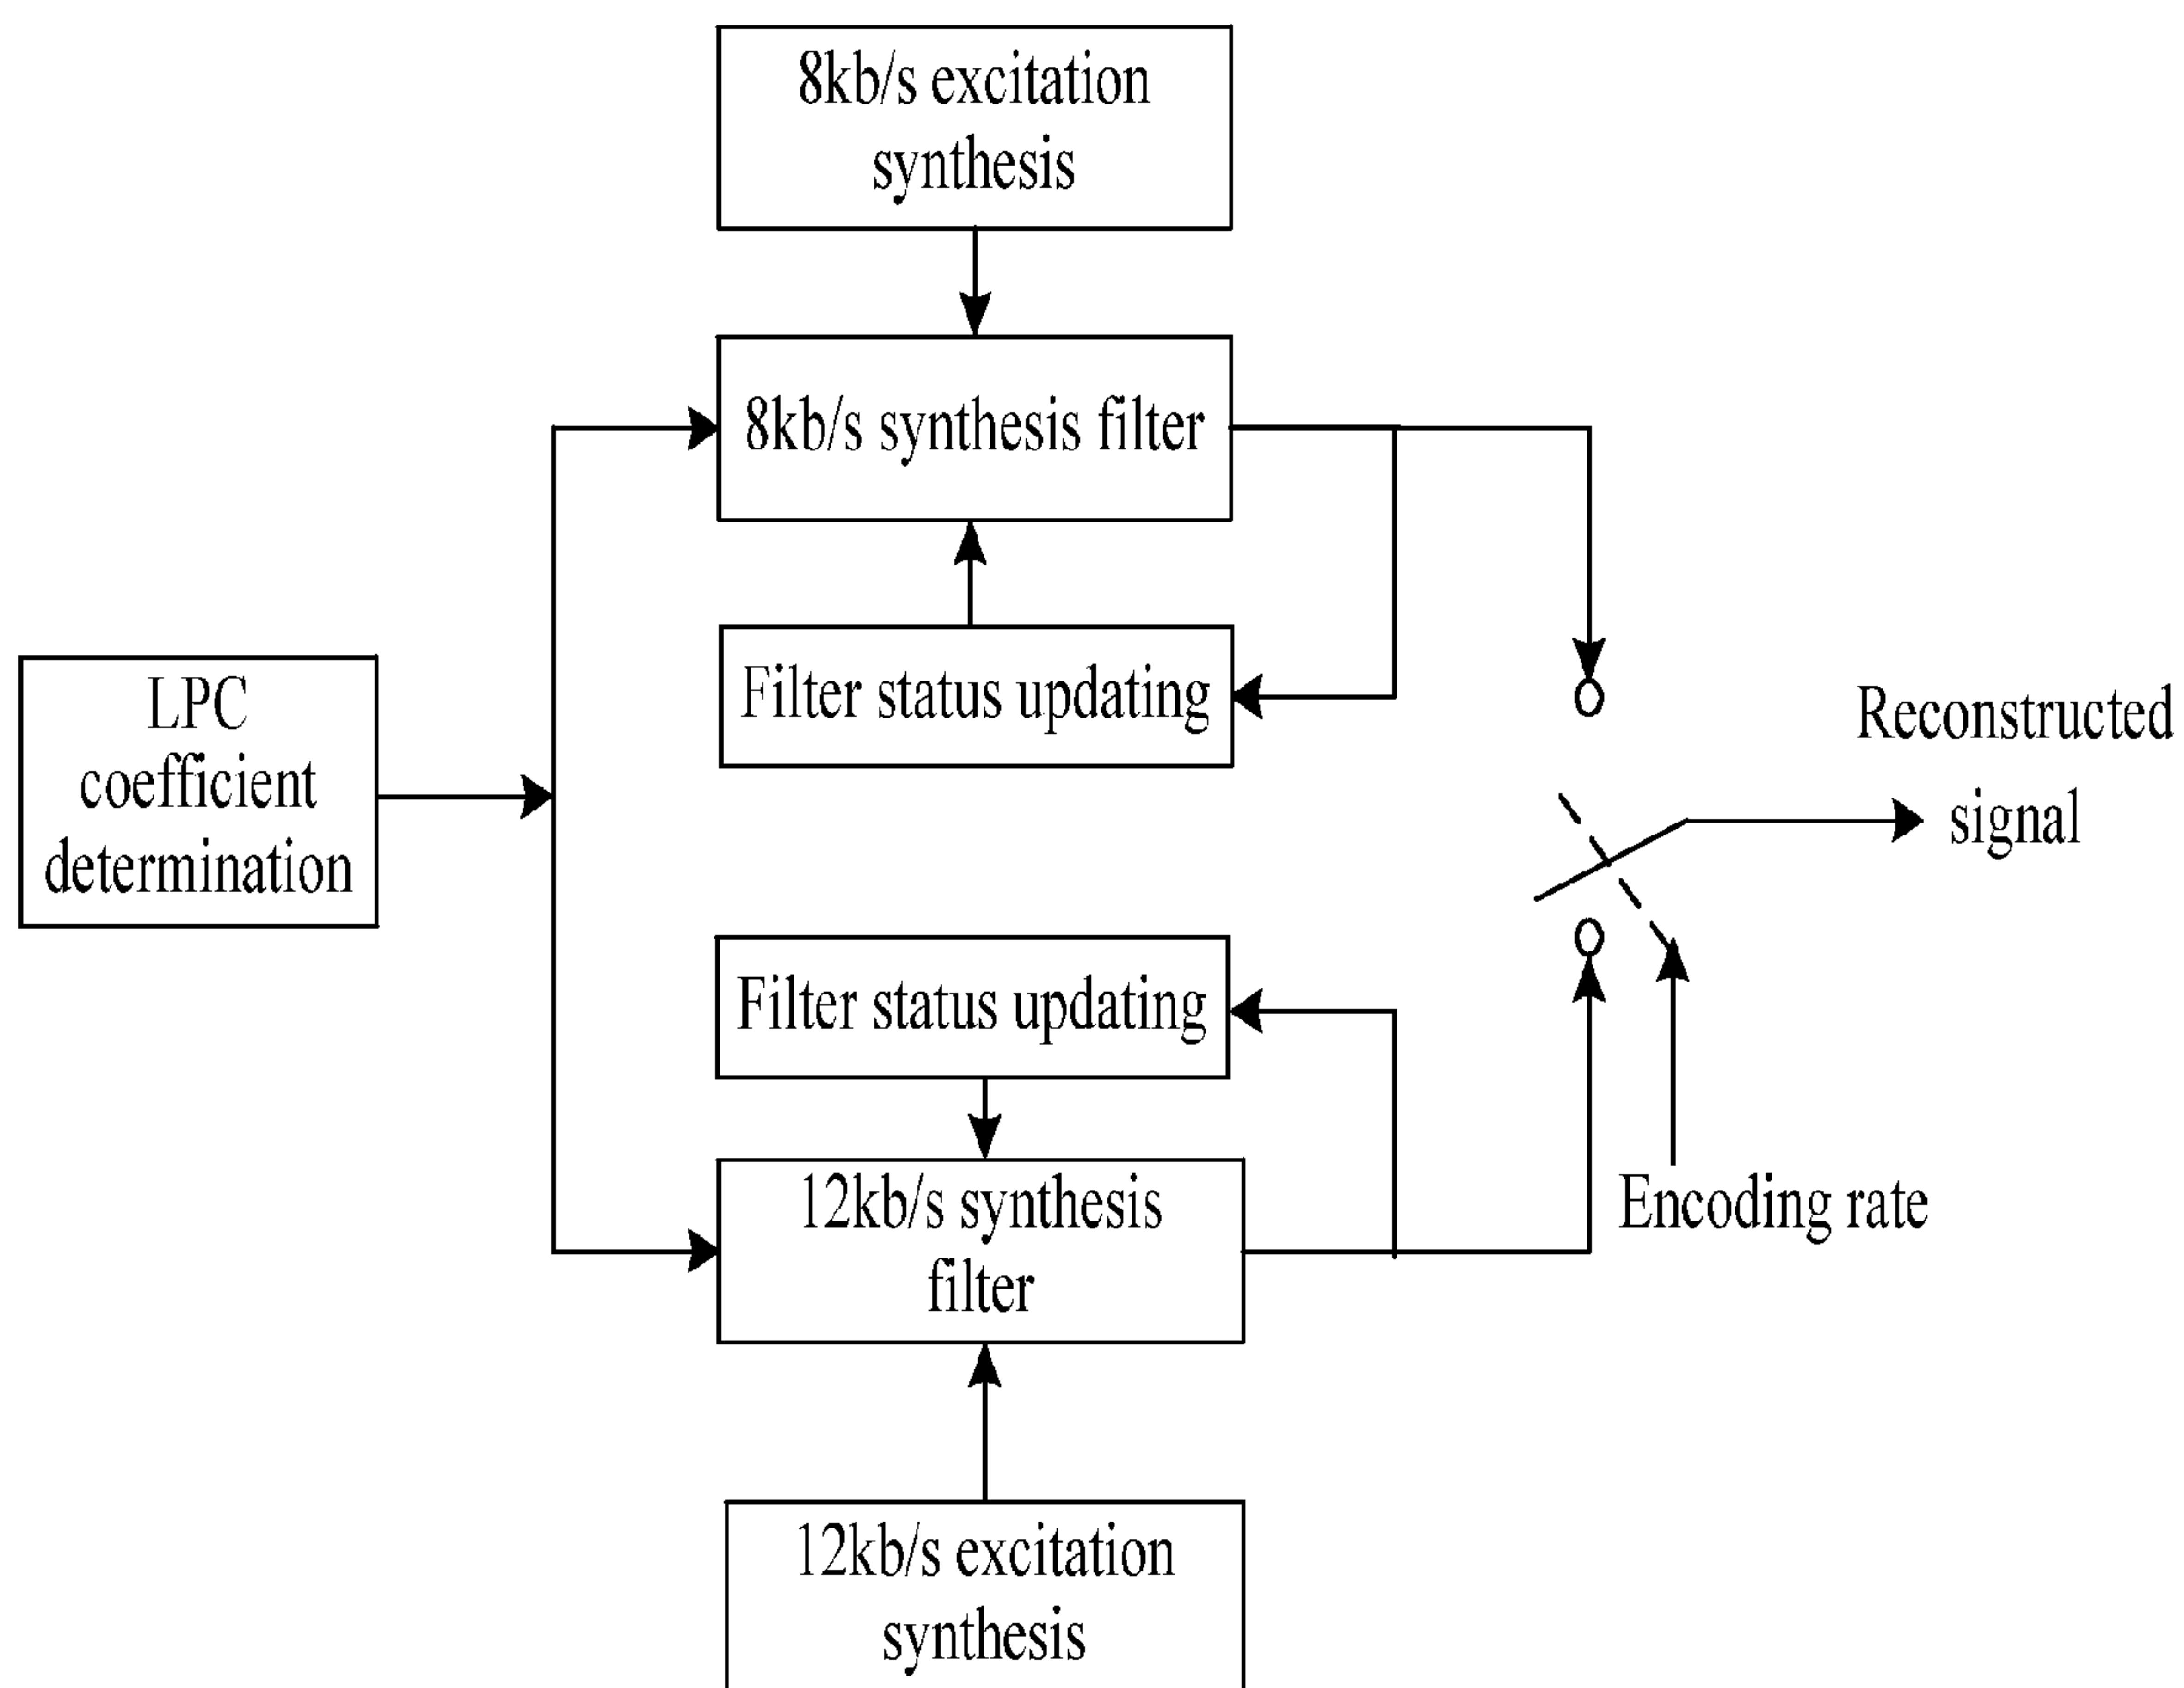 8kb/s excitation
synthesis
8kb/s synthesis filter
Filter status updating
LPC
coefficient
determination
Reconstructed
signal
Filter status updating
12kb/s synthesis
filter
Encoding rate
12kb/s excitation
synthesis